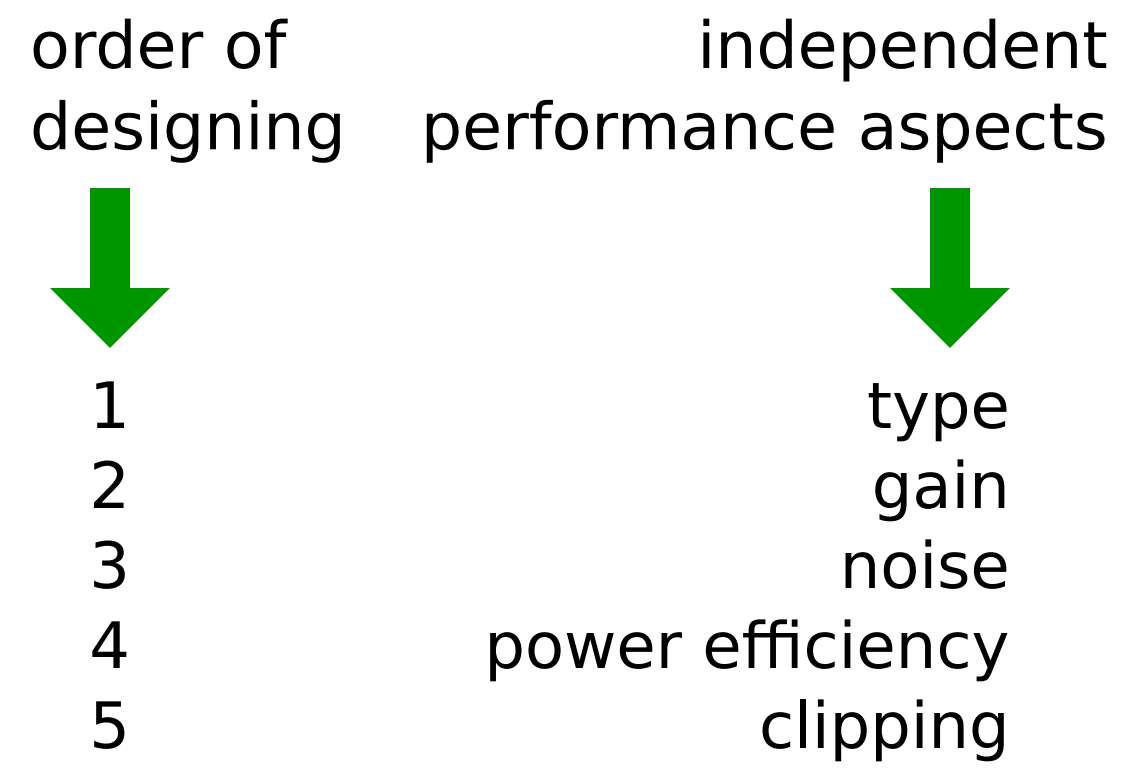 order of
designing
independent
performance aspects
1 type
2 gain
3 noise
4 power efficiency
5 clipping